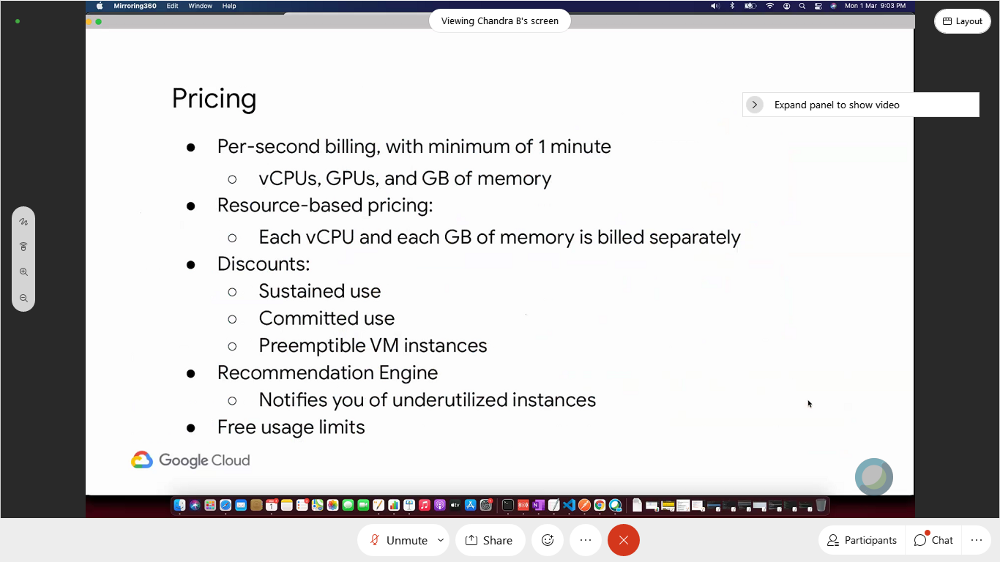 Mirroring360 Edit Window Help
Mon 1 Mar 9:03 PM
Viewing Chandra B's screen
Layout
Pricing
Expand panel to show video
● Per-second billing, with minimum of 1 minute
○ vCPUs, GPUs, and GB of memory
● Resource-based pricing:
○ Each vCPU and each GB of memory is billed separately
● Discounts:
○ Sustained use
○ Committed use
○ Preemptible VM instances
● Recommendation Engine
○ Notifies you of underutilized instances
● Free usage limits
Google Cloud
Unmute
Share
Participants
Chat